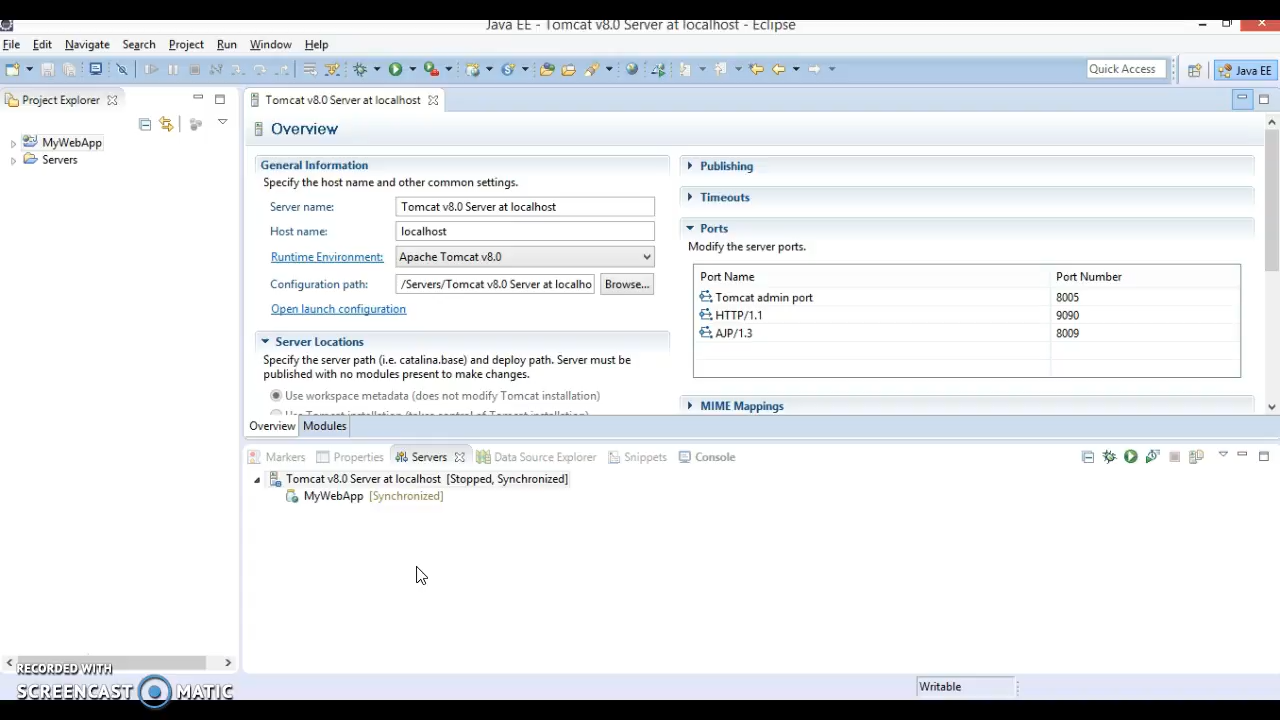 Java EE - Tomcat v8.0 Server at localhost - Eclipse
File Edit Navigate Search Project Run Window Help
Quick Access
Java EE
Project Explorer
MyWebApp
Servers
Tomcat v8.0 Server at localhost
Overview
General Information
Specify the host name and other common settings.
Server name: Tomcat v8.0 Server at localhost
Host name: localhost
Runtime Environment: Apache Tomcat v8.0
Configuration path: /Servers/Tomcat v8.0 Server at localho Browse...
Open launch configuration
Server Locations
Specify the server path (i.e. catalina.base) and deploy path. Server must be
published with no modules present to make changes.
Use workspace metadata (does not modify Tomcat installation)
Use Tomcat installation (takes control of Tomcat installation)
Publishing
Timeouts
Ports
Modify the server ports.
Port Name Port Number
Tomcat admin port 8005
HTTP/1.1 9090
AJP/1.3 8009
MIME Mappings
Overview Modules
Markers Properties Servers Data Source Explorer Snippets Console
Tomcat v8.0 Server at localhost [Stopped, Synchronized]
MyWebApp [Synchronized]
Writable
RECORDED WITH
SCREENCAST MATIC